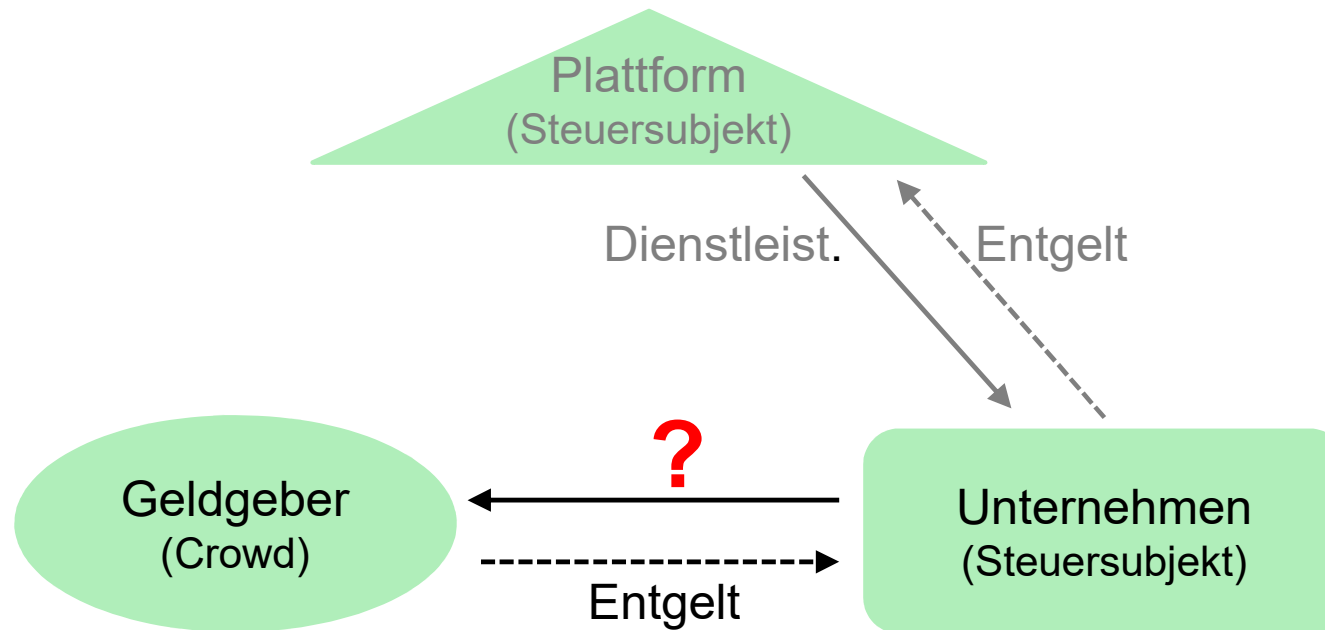 Plattform
(Steuersubjekt)
Dienstleist.
Entgelt
?
Geldgeber
(Crowd)
Unternehmen
(Steuersubjekt)
Entgelt